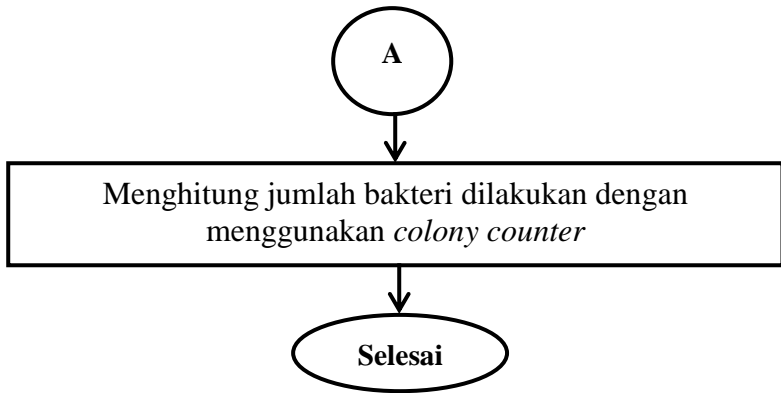 A
Menghitung jumlah bakteri dilakukan dengan
menggunakan colony counter
Selesai